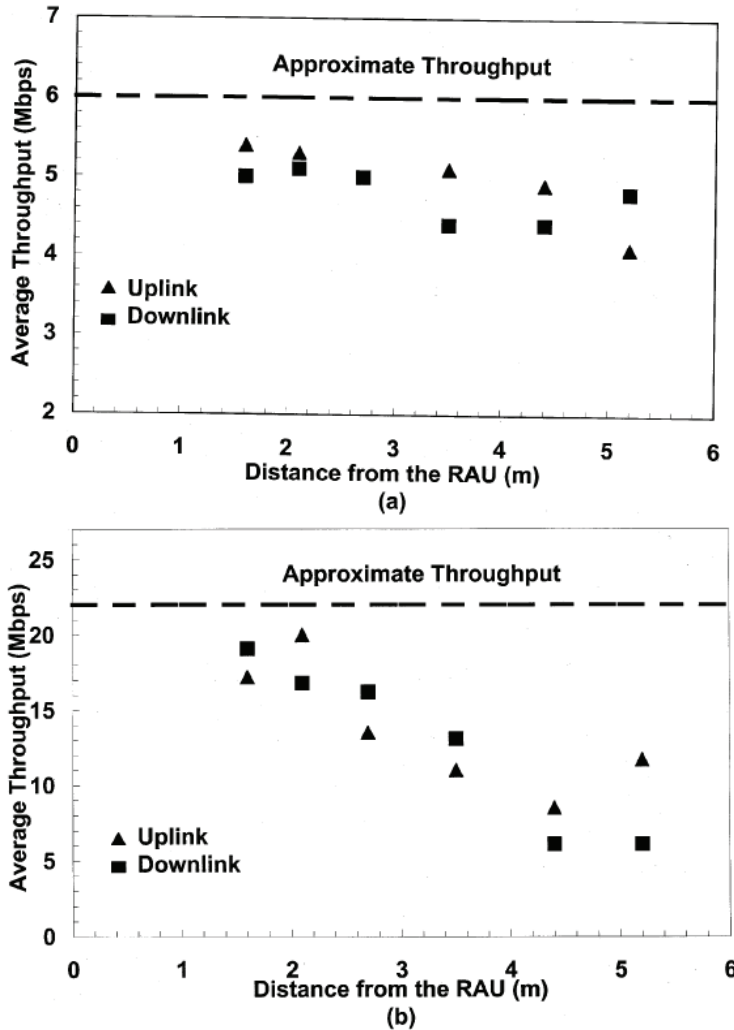 7
6
5
4
3
2
Average Throughput (Mbps)
Approximate Throughput
Uplink
Downlink
0 1 2 3 4 5 6
Distance from the RAU (m)
(a)
25
20
15
10
5
0
Average Throughput (Mbps)
Approximate Throughput
Uplink
Downlink
0 1 2 3 4 5 6
Distance from the RAU (m)
(b)